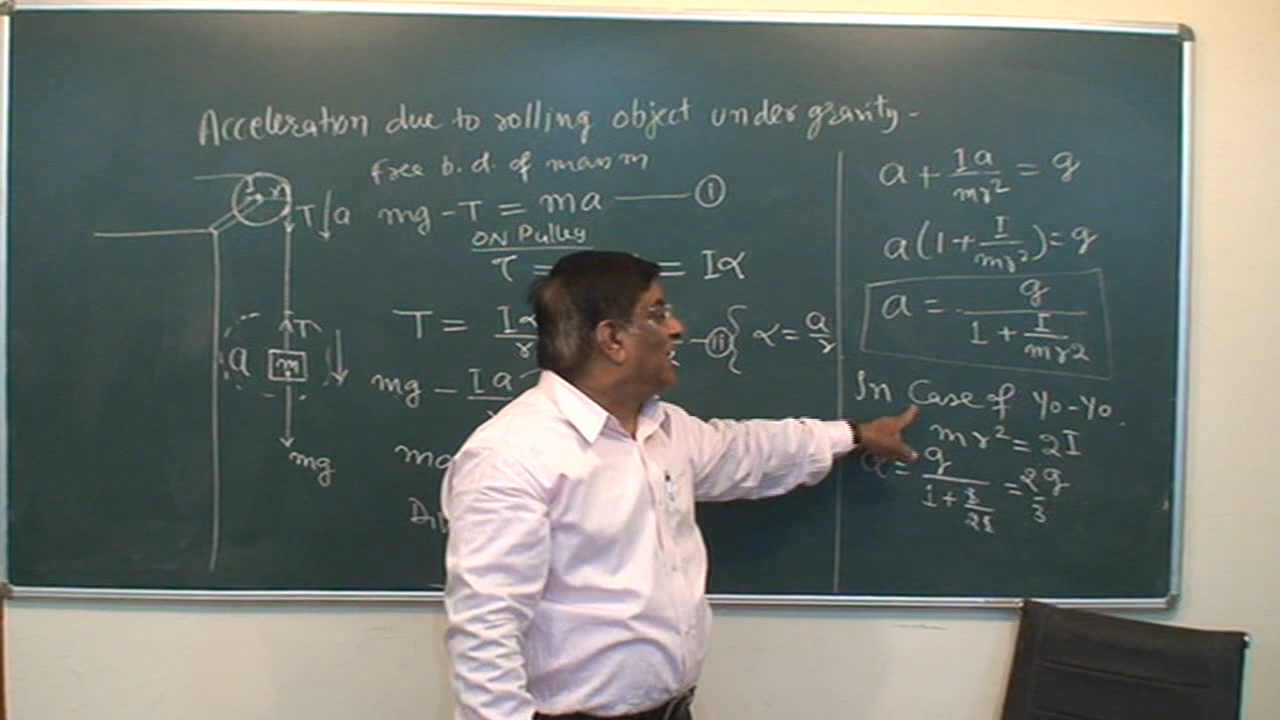 Acceleration due to rolling object under gravity -
Free b.d. of mass m
T a
mg - T = ma (i)
ON Pulley
τ = = Iα
T = Iα/r (ii) { α = a/r
mg - Ia
a T
m
mg
a + Ia/mr² = g
a(1 + I/mr²) = g
a = g/(1 + I/mr²)
In Case of Yo-Yo.
mr² = 2I
a = g/(1 + I/2I) = 2g/3